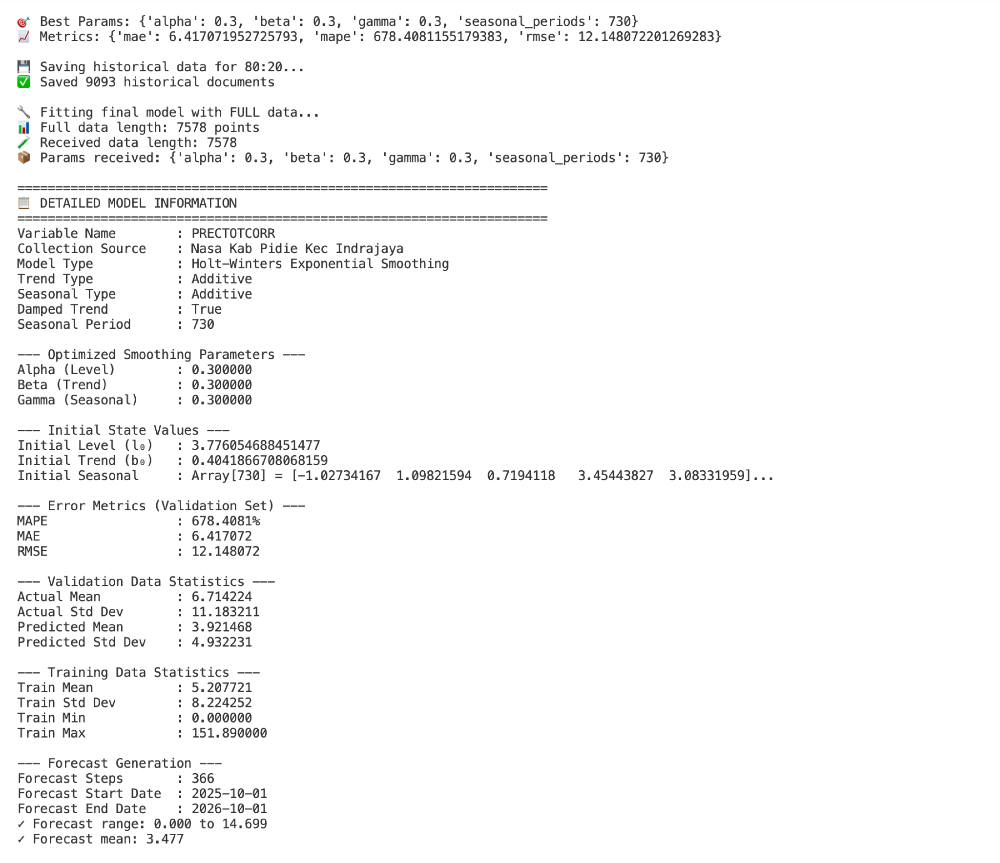 🎯 Best Params: {'alpha': 0.3, 'beta': 0.3, 'gamma': 0.3, 'seasonal_periods': 730}
📈 Metrics: {'mae': 6.417071952725793, 'mape': 678.4081155179383, 'rmse': 12.148072201269283}
💾 Saving historical data for 80:20...
✅ Saved 9093 historical documents
🔧 Fitting final model with FULL data...
📊 Full data length: 7578 points
🧪 Received data length: 7578
📦 Params received: {'alpha': 0.3, 'beta': 0.3, 'gamma': 0.3, 'seasonal_periods': 730}
======================================================================
📋 DETAILED MODEL INFORMATION
======================================================================
Variable Name        : PRECTOTCORR
Collection Source    : Nasa Kab Pidie Kec Indrajaya
Model Type           : Holt-Winters Exponential Smoothing
Trend Type           : Additive
Seasonal Type        : Additive
Damped Trend         : True
Seasonal Period      : 730
--- Optimized Smoothing Parameters ---
Alpha (Level)        : 0.300000
Beta (Trend)         : 0.300000
Gamma (Seasonal)     : 0.300000
--- Initial State Values ---
Initial Level (l₀)   : 3.776054688451477
Initial Trend (b₀)   : 0.4041866708068159
Initial Seasonal     : Array[730] = [-1.02734167  1.09821594  0.7194118   3.45443827  3.08331959]...
--- Error Metrics (Validation Set) ---
MAPE                 : 678.4081%
MAE                  : 6.417072
RMSE                 : 12.148072
--- Validation Data Statistics ---
Actual Mean          : 6.714224
Actual Std Dev       : 11.183211
Predicted Mean       : 3.921468
Predicted Std Dev    : 4.932231
--- Training Data Statistics ---
Train Mean           : 5.207721
Train Std Dev        : 8.224252
Train Min            : 0.000000
Train Max            : 151.890000
--- Forecast Generation ---
Forecast Steps       : 366
Forecast Start Date  : 2025-10-01
Forecast End Date    : 2026-10-01
✓ Forecast range: 0.000 to 14.699
✓ Forecast mean: 3.477